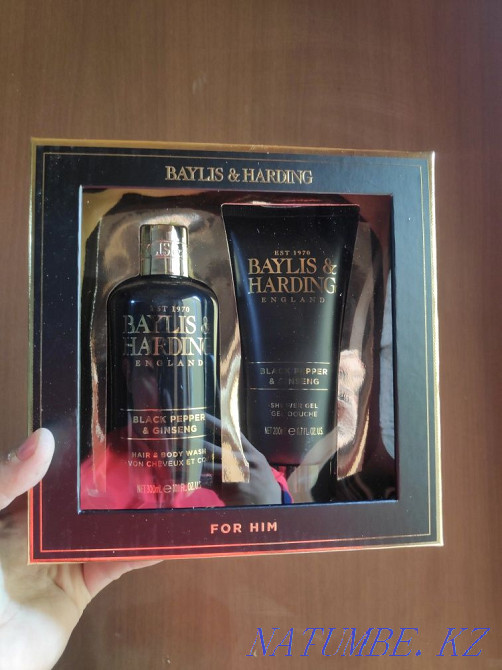 BAYLIS & HARDING
EST 1970
BAYLIS &
HARDING
ENGLAND
BLACK PEPPER
& GINSENG
HAIR & BODY WASH
EST 1970
BAYLIS &
HARDING
ENGLAND
BLACK PEPPER
& GINSENG
SHOWER GEL
GEL DOUCHE
FOR HIM
NATUMBE. KZ